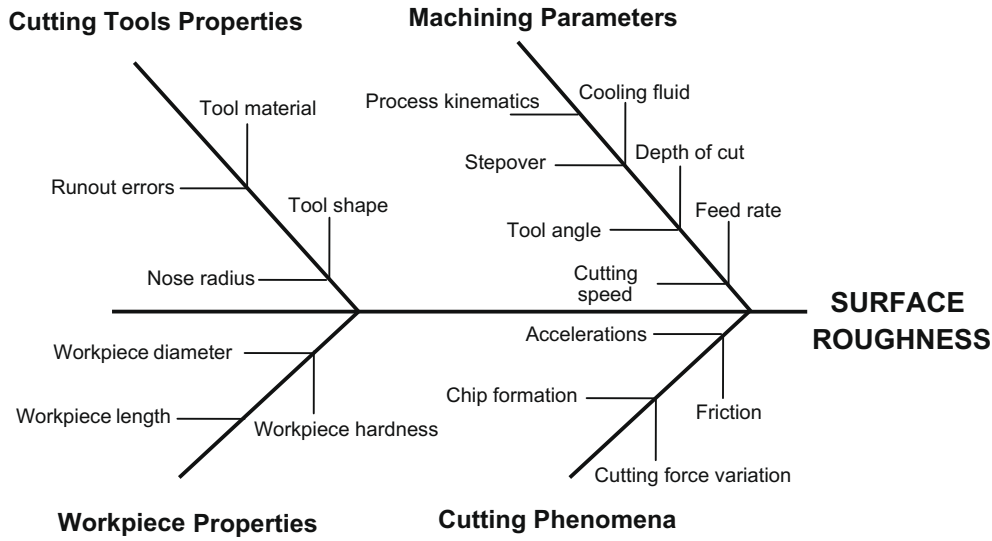 Cutting Tools Properties
Machining Parameters
Tool material
Runout errors
Tool shape
Nose radius
Process kinematics
Cooling fluid
Stepover
Depth of cut
Tool angle
Feed rate
Cutting
speed
SURFACE
ROUGHNESS
Workpiece diameter
Workpiece length
Workpiece hardness
Accelerations
Chip formation
Friction
Cutting force variation
Workpiece Properties
Cutting Phenomena